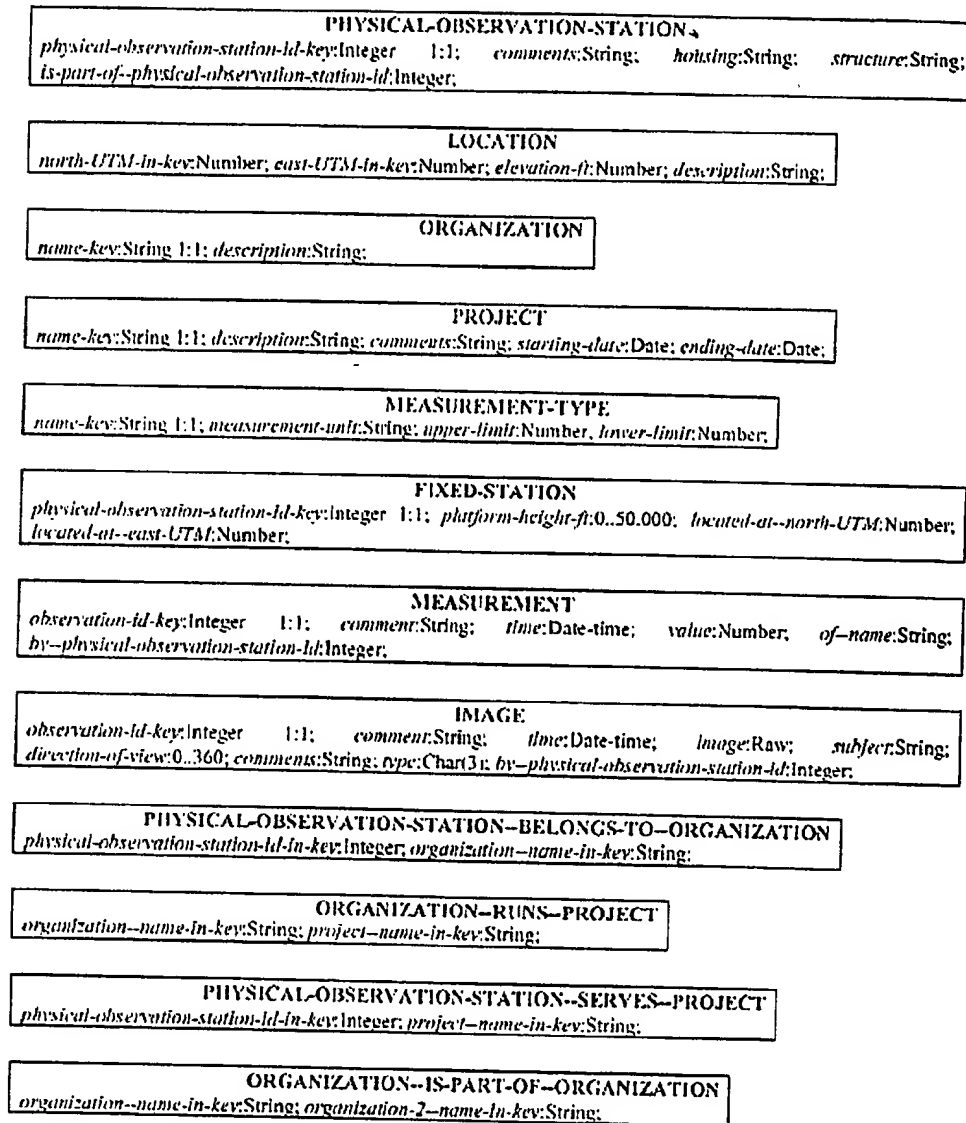 PHYSICAL-OBSERVATION-STATION
physical-observation-station-id-key:Integer 1:1; comments:String; housing:String; structure:String;
is-part-of--physical-observation-station-id:Integer;
LOCATION
north-UTM-in-key:Number; east-UTM-in-key:Number; elevation-ft:Number; description:String;
ORGANIZATION
name-key:String 1:1; description:String;
PROJECT
name-key:String 1:1; description:String; comments:String; starting-date:Date; ending-date:Date;
MEASUREMENT-TYPE
name-key:String 1:1; measurement-unit:String; upper-limit:Number, lower-limit:Number;
FIXED-STATION
physical-observation-station-id-key:Integer 1:1; platform-height-ft:0..50.000; located-at--north-UTM:Number;
located-at--east-UTM:Number;
MEASUREMENT
observation-id-key:Integer 1:1; comment:String; time:Date-time; value:Number; of--name:String;
by--physical-observation-station-id:Integer;
IMAGE
observation-id-key:Integer 1:1; comment:String; time:Date-time; image:Raw; subject:String;
direction-of-view:0..360; comments:String; type:Char(3); by--physical-observation-station-id:Integer;
PHYSICAL-OBSERVATION-STATION--BELONGS-TO--ORGANIZATION
physical-observation-station-id-in-key:Integer; organization--name-in-key:String;
ORGANIZATION--RUNS--PROJECT
organization--name-in-key:String; project--name-in-key:String;
PHYSICAL-OBSERVATION-STATION--SERVES--PROJECT
physical-observation-station-id-in-key:Integer; project--name-in-key:String;
ORGANIZATION--IS-PART-OF--ORGANIZATION
organization--name-in-key:String; organization-2--name-in-key:String;